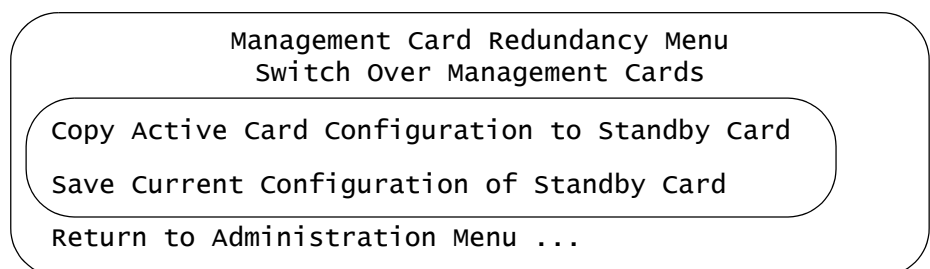 Management Card Redundancy Menu
Switch Over Management Cards
Copy Active Card Configuration to Standby Card
Save Current Configuration of Standby Card
Return to Administration Menu ...